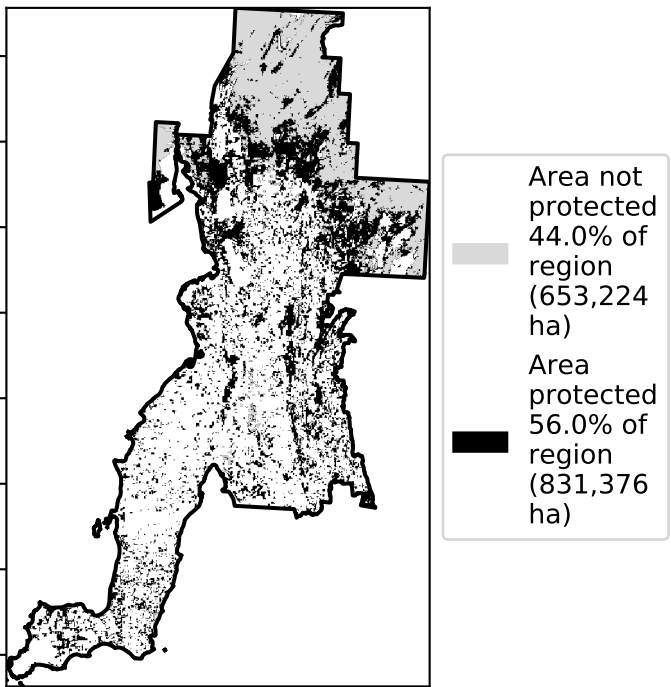 Area not
protected
44.0% of
region
(653,224
ha)
Area
protected
56.0% of
region
(831,376
ha)